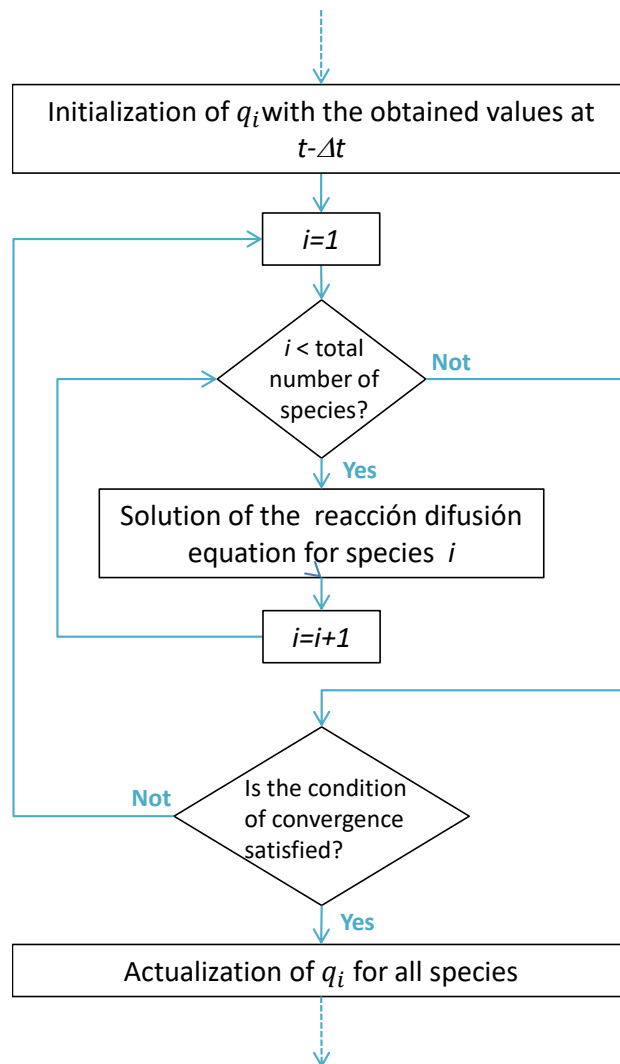 Initialization of qᵢ with the obtained values at
t-Δt
i=1
i < total
number of
species?
Not
Yes
Solution of the reacción difusión
equation for species i
i=i+1
Not
Is the condition
of convergence
satisfied?
Yes
Actualization of qᵢ for all species